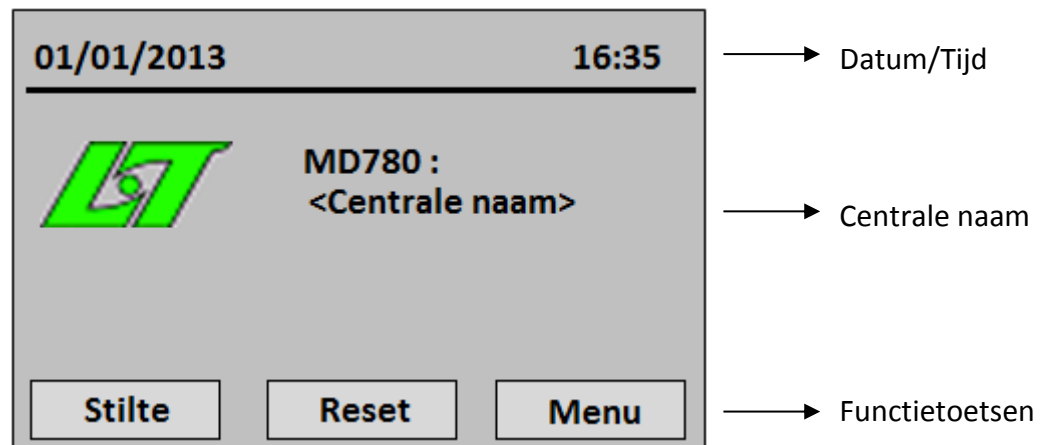 01/01/2013 16:35 Datum/Tijd
MD780 :
<Centrale naam> Centrale naam
Stilte Reset Menu Functietoetsen